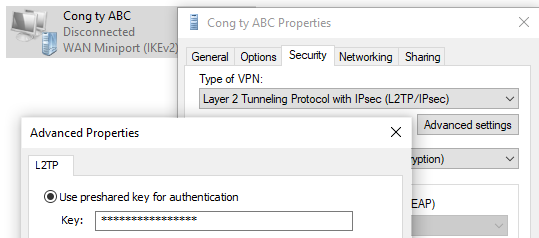 Cong ty ABC
Disconnected
WAN Miniport (IKEv2)
Cong ty ABC Properties
General Options Security Networking Sharing
Type of VPN:
Layer 2 Tunneling Protocol with IPsec (L2TP/IPsec)
Advanced settings
ryption)
EAP)
Advanced Properties
L2TP
Use preshared key for authentication
Key: ****************